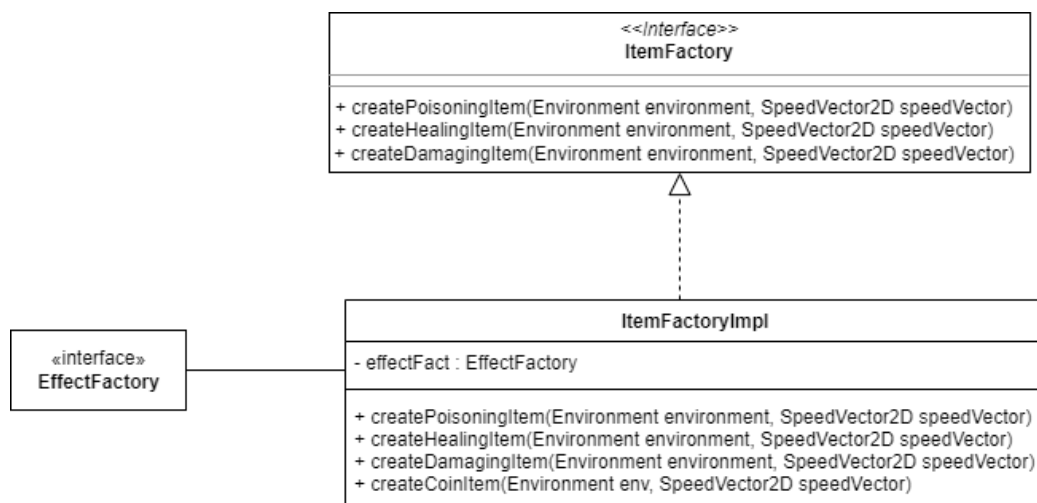 <<Interface>>
ItemFactory
+ createPoisoningItem(Environment environment, SpeedVector2D speedVector)
+ createHealingItem(Environment environment, SpeedVector2D speedVector)
+ createDamagingItem(Environment environment, SpeedVector2D speedVector)
«interface»
EffectFactory
ItemFactoryImpl
- effectFact : EffectFactory
+ createPoisoningItem(Environment environment, SpeedVector2D speedVector)
+ createHealingItem(Environment environment, SpeedVector2D speedVector)
+ createDamagingItem(Environment environment, SpeedVector2D speedVector)
+ createCoinItem(Environment env, SpeedVector2D speedVector)